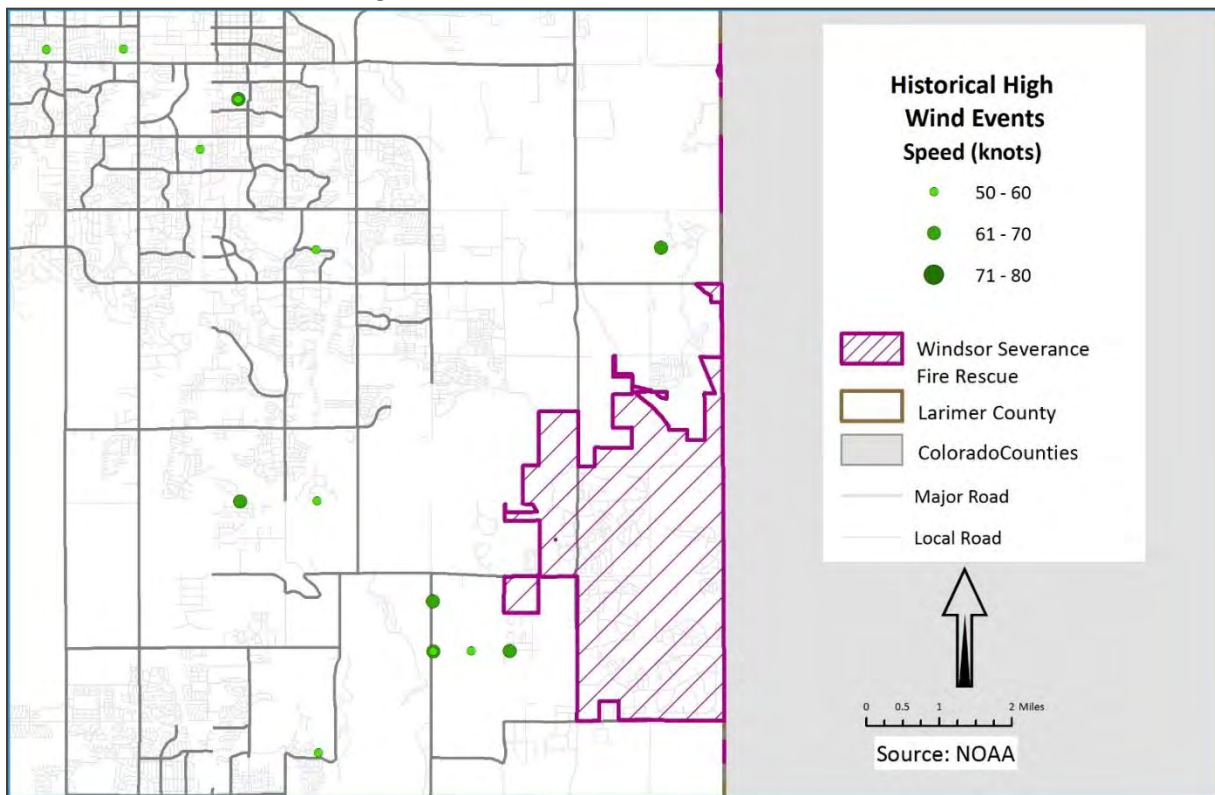 Historical High
Wind Events
Speed (knots)
50 - 60
61 - 70
71 - 80
Windsor Severance
Fire Rescue
Larimer County
ColoradoCounties
Major Road
Local Road
0 0.5 1 2 Miles
Source: NOAA